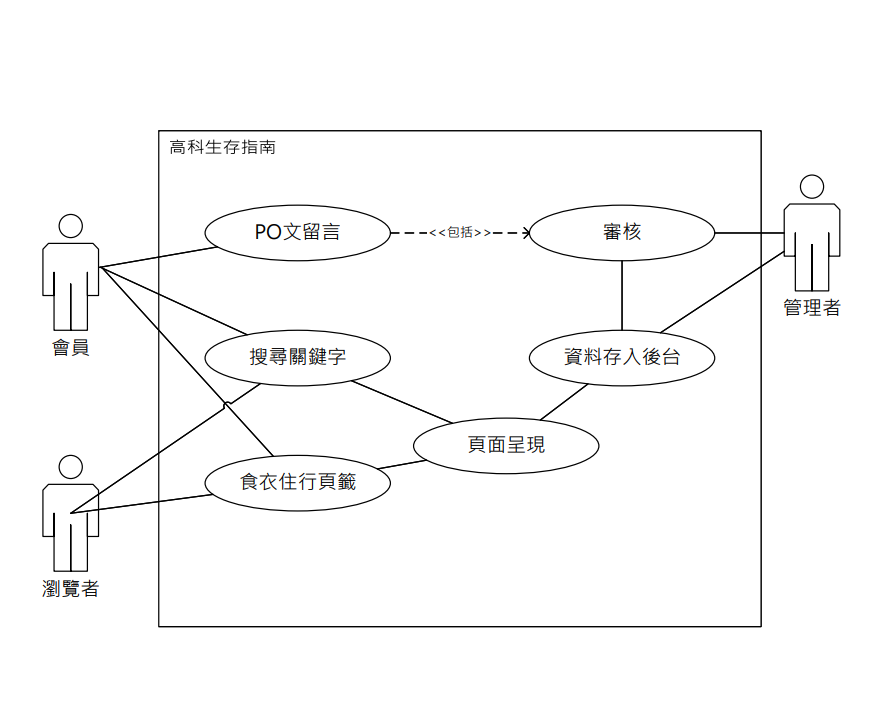 高科生存指南
PO文留言
<<包括>>
審核
管理者
會員
搜尋關鍵字
資料存入後台
頁面呈現
食衣住行頁籤
瀏覽者